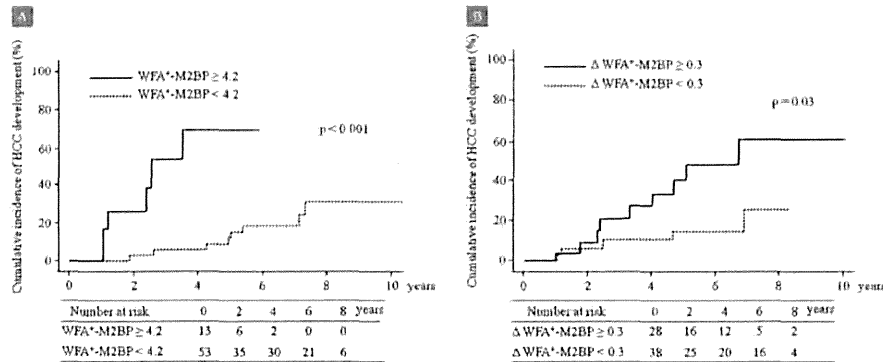 A
Cumulative incidence of HCC development (%)
100
80
60
40
20
0
WFA⁺-M2BP ≥ 4.2
WFA⁺-M2BP < 4.2
p<0.001
0 2 4 6 8 10 years
Number at risk 0 2 4 6 8 years
WFA⁺-M2BP ≥ 4.2 13 6 2 0 0
WFA⁺-M2BP < 4.2 53 35 30 21 6
B
Cumulative incidence of HCC development (%)
100
80
60
40
20
0
Δ WFA⁺-M2BP ≥ 0.3
Δ WFA⁺-M2BP < 0.3
p=0.03
0 2 4 6 8 10 years
Number at risk 0 2 4 6 8 years
Δ WFA⁺-M2BP ≥ 0.3 28 16 12 5 2
Δ WFA⁺-M2BP < 0.3 38 25 20 16 4